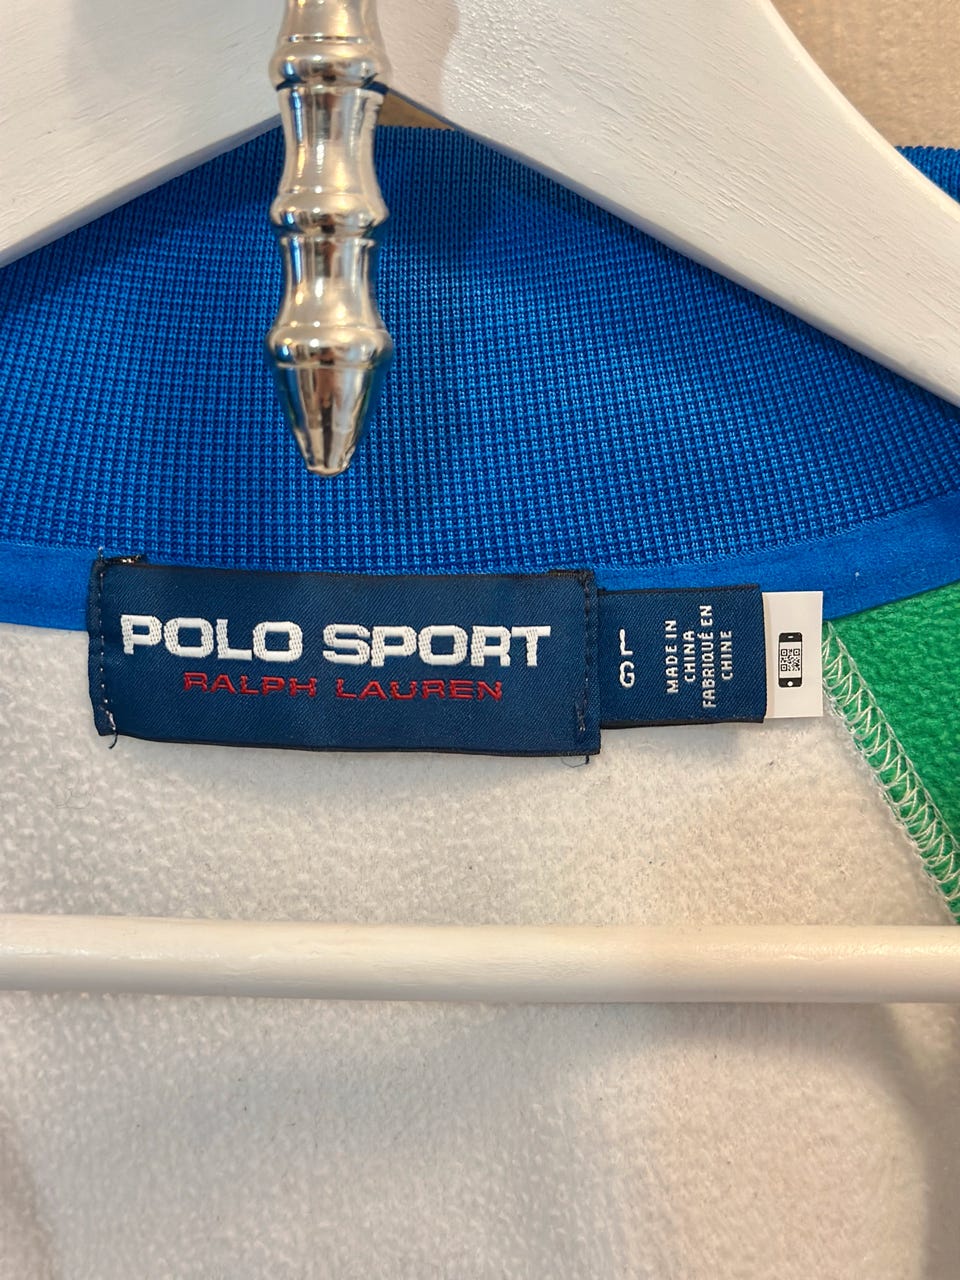 POLO SPORT
RALPH LAUREN
L
G
MADE IN
CHINA
FABRIQUÉ EN
CHINE